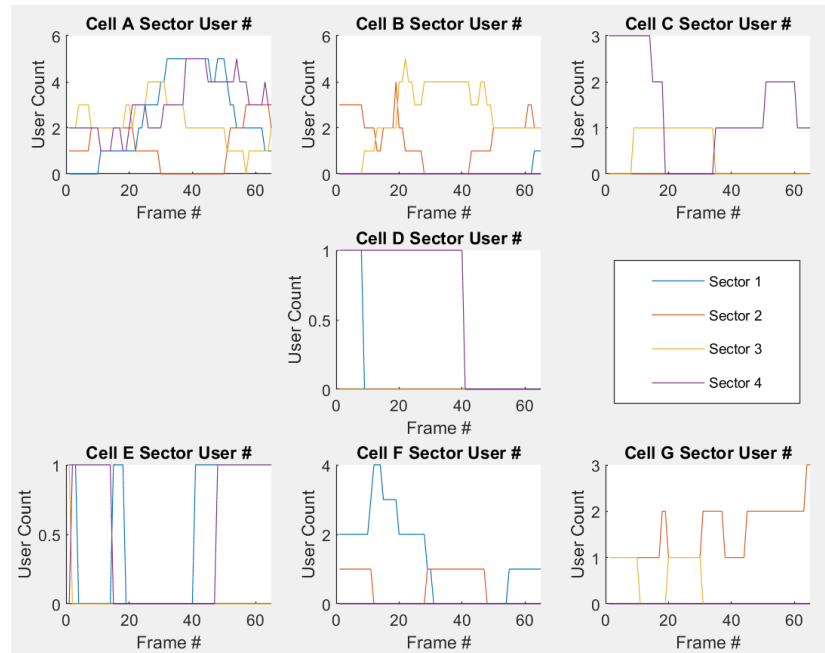 Cell A Sector User #
User Count
6
4
2
0
0 20 40 60
Frame #
Cell B Sector User #
User Count
6
4
2
0
0 20 40 60
Frame #
Cell C Sector User #
User Count
3
2
1
0
0 20 40 60
Frame #
Cell D Sector User #
User Count
1
0.5
0
0 20 40 60
Frame #
Sector 1
Sector 2
Sector 3
Sector 4
Cell E Sector User #
User Count
1
0.5
0
0 20 40 60
Frame #
Cell F Sector User #
User Count
4
2
0
0 20 40 60
Frame #
Cell G Sector User #
User Count
3
2
1
0
0 20 40 60
Frame #